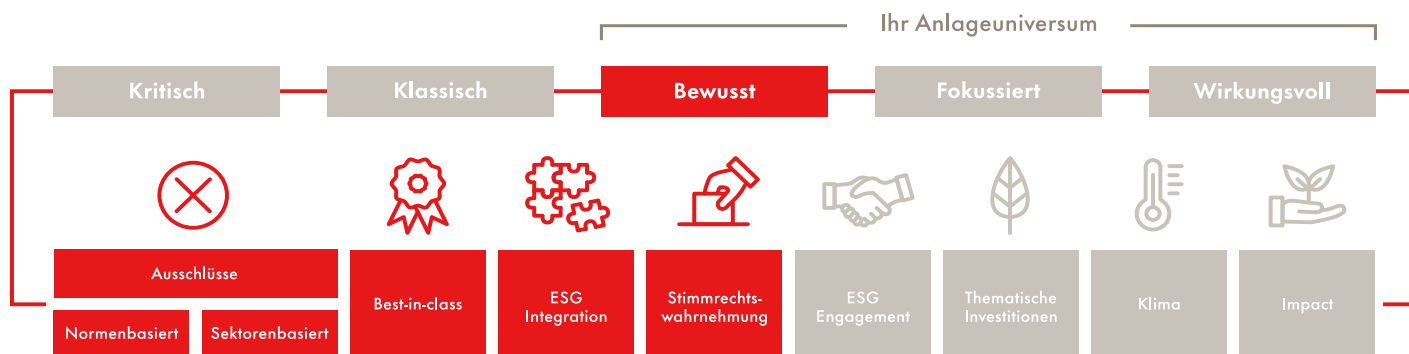 Ihr Anlageuniversum
Kritisch
Klassisch
Bewusst
Fokussiert
Wirkungsvoll
Ausschlüsse
Normenbasiert
Sektorenbasiert
Best-in-class
ESG
Integration
Stimmrechts-
wahrnehmung
ESG
Engagement
Thematische
Investitionen
Klima
Impact